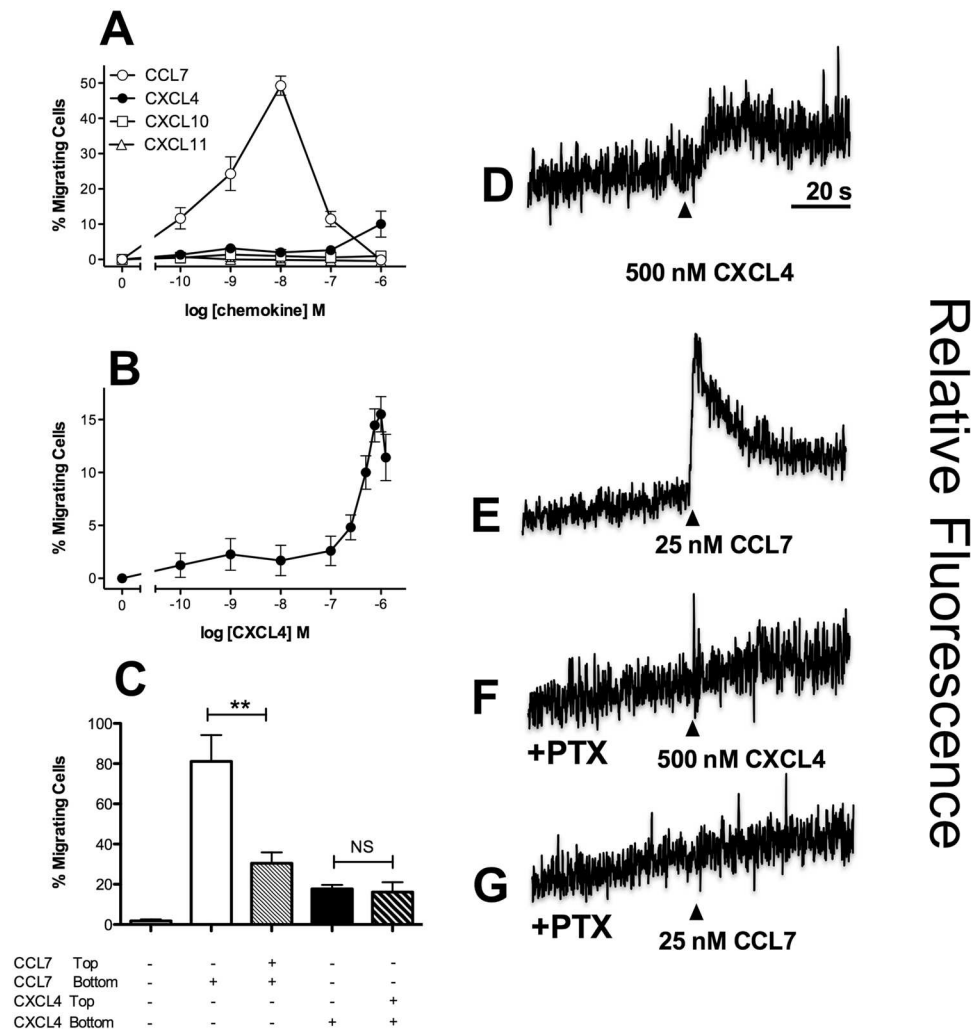 A
CCL7
CXCL4
CXCL10
CXCL11
% Migrating Cells
50
40
30
20
10
0
0 -10 -9 -8 -7 -6
log [chemokine] M
B
% Migrating Cells
15
10
5
0
0 -10 -9 -8 -7 -6
log [CXCL4] M
C
% Migrating Cells
100
80
60
40
20
0
**
NS
CCL7 Top - - + - -
CCL7 Bottom - + + - -
CXCL4 Top - - - - +
CXCL4 Bottom - - - + +
D
20 s
500 nM CXCL4
E
25 nM CCL7
F
+PTX
500 nM CXCL4
G
+PTX
25 nM CCL7
Relative Fluorescence